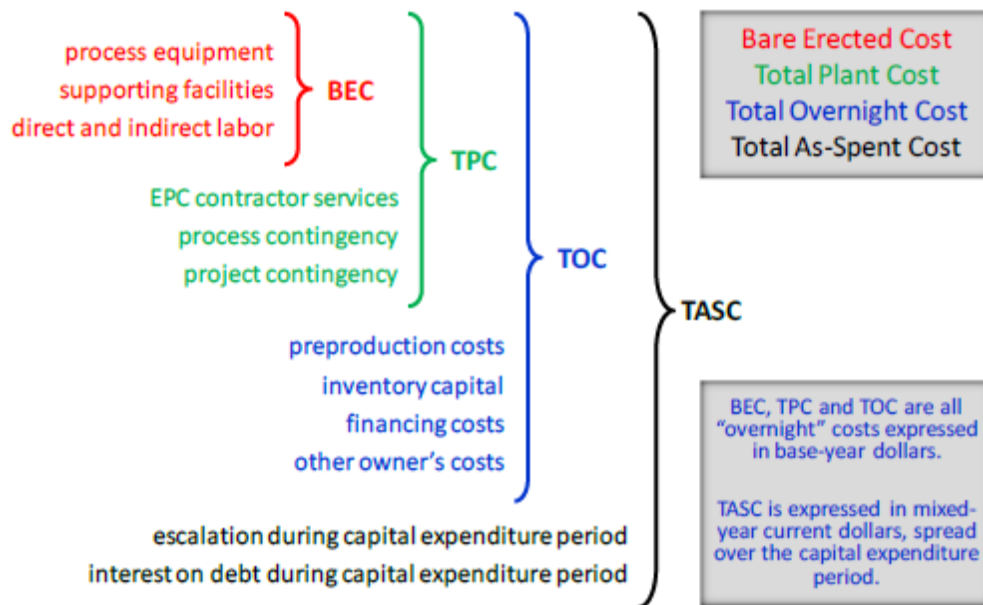 process equipment
supporting facilities
direct and indirect labor
BEC
EPC contractor services
process contingency
project contingency
TPC
preproduction costs
inventory capital
financing costs
other owner's costs
TOC
escalation during capital expenditure period
interest on debt during capital expenditure period
TASC
Bare Erected Cost
Total Plant Cost
Total Overnight Cost
Total As-Spent Cost
BEC, TPC and TOC are all
“overnight” costs expressed
in base-year dollars.
TASC is expressed in mixed-
year current dollars, spread
over the capital expenditure
period.